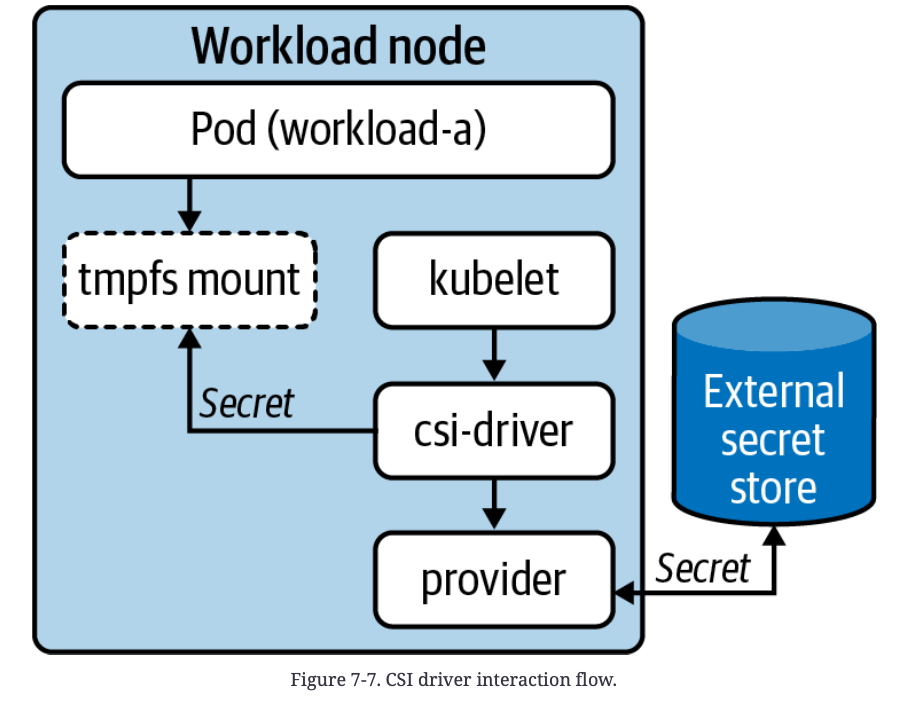 Workload node
Pod (workload-a)
tmpfs mount
kubelet
Secret
csi-driver
External
secret
store
provider
Secret
Figure 7-7. CSI driver interaction flow.